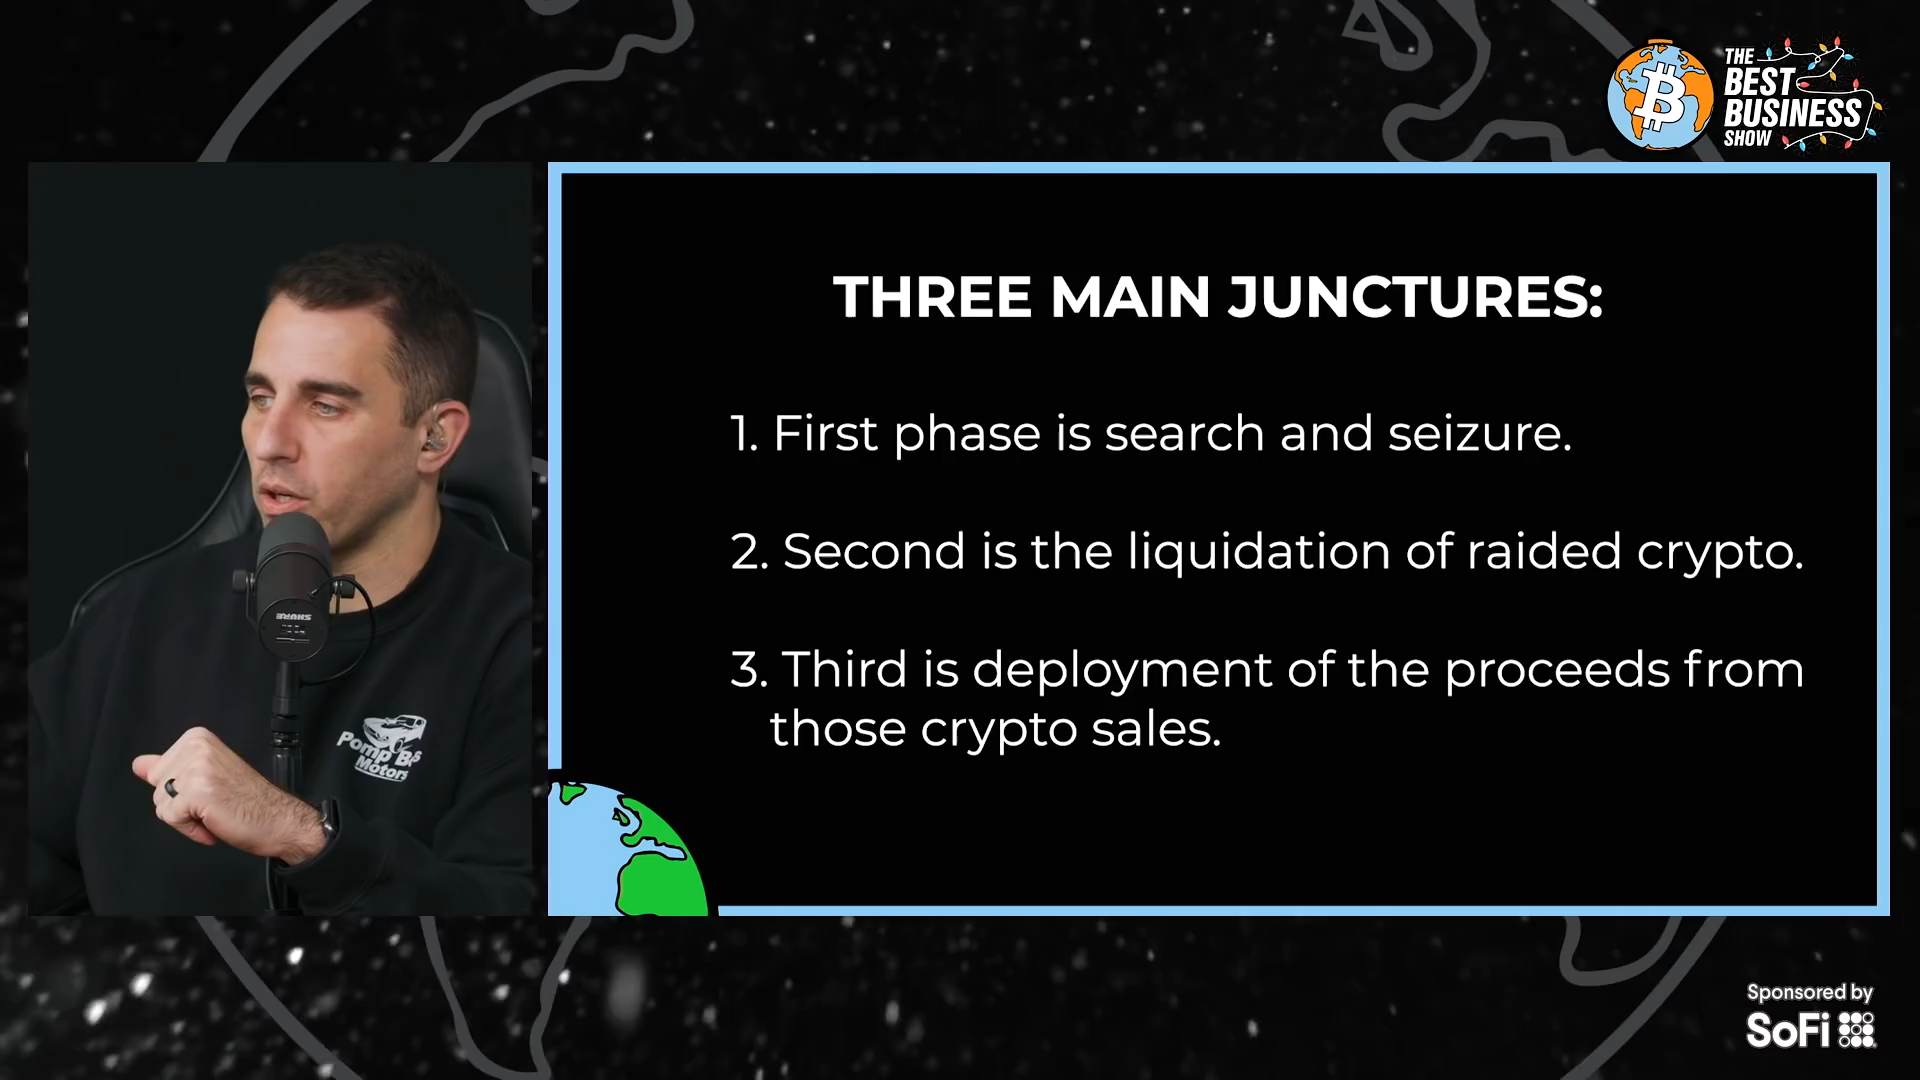 THE
BEST
BUSINESS
SHOW
THREE MAIN JUNCTURES:
1. First phase is search and seizure.
2. Second is the liquidation of raided crypto.
3. Third is deployment of the proceeds from
those crypto sales.
SHURE
Pomp B
Motors
Sponsored by
SoFi